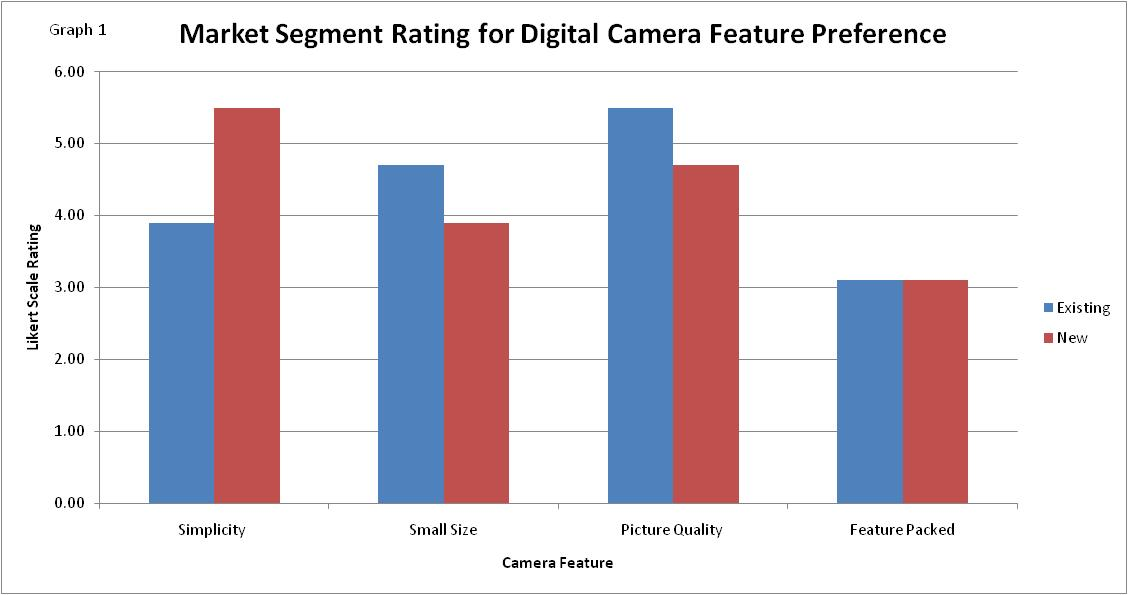 Graph 1
Market Segment Rating for Digital Camera Feature Preference
6.00
5.00
4.00
3.00
2.00
1.00
0.00
Likert Scale Rating
Simplicity
Small Size
Picture Quality
Feature Packed
Camera Feature
Existing
New